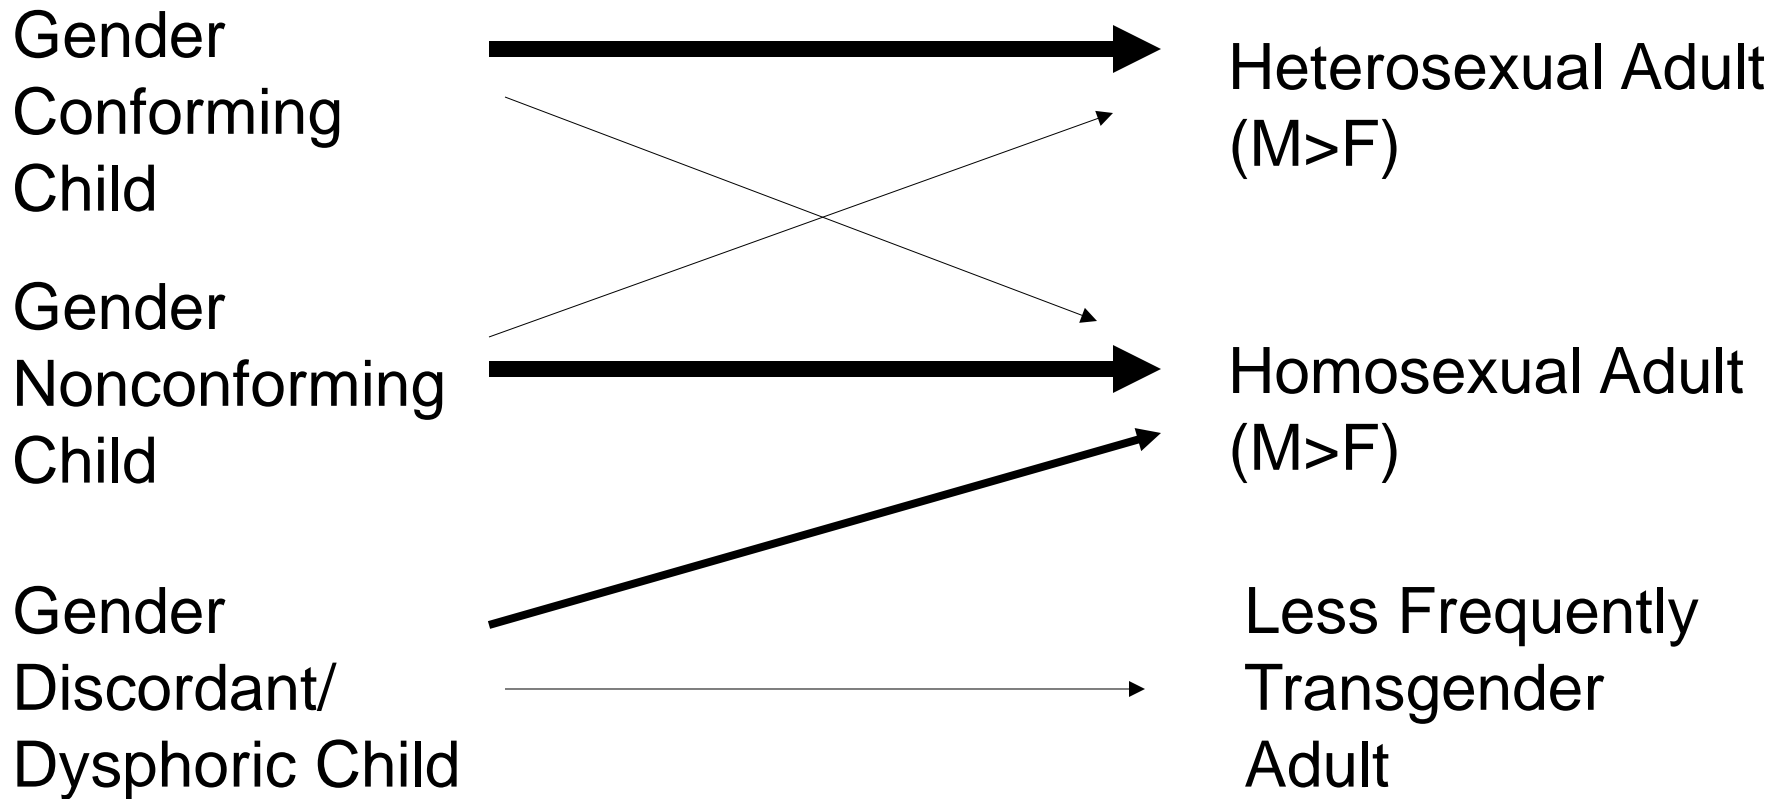 Gender
Conforming
Child
Heterosexual Adult
(M>F)
Gender
Nonconforming
Child
Homosexual Adult
(M>F)
Gender
Discordant/
Dysphoric Child
Less Frequently
Transgender
Adult